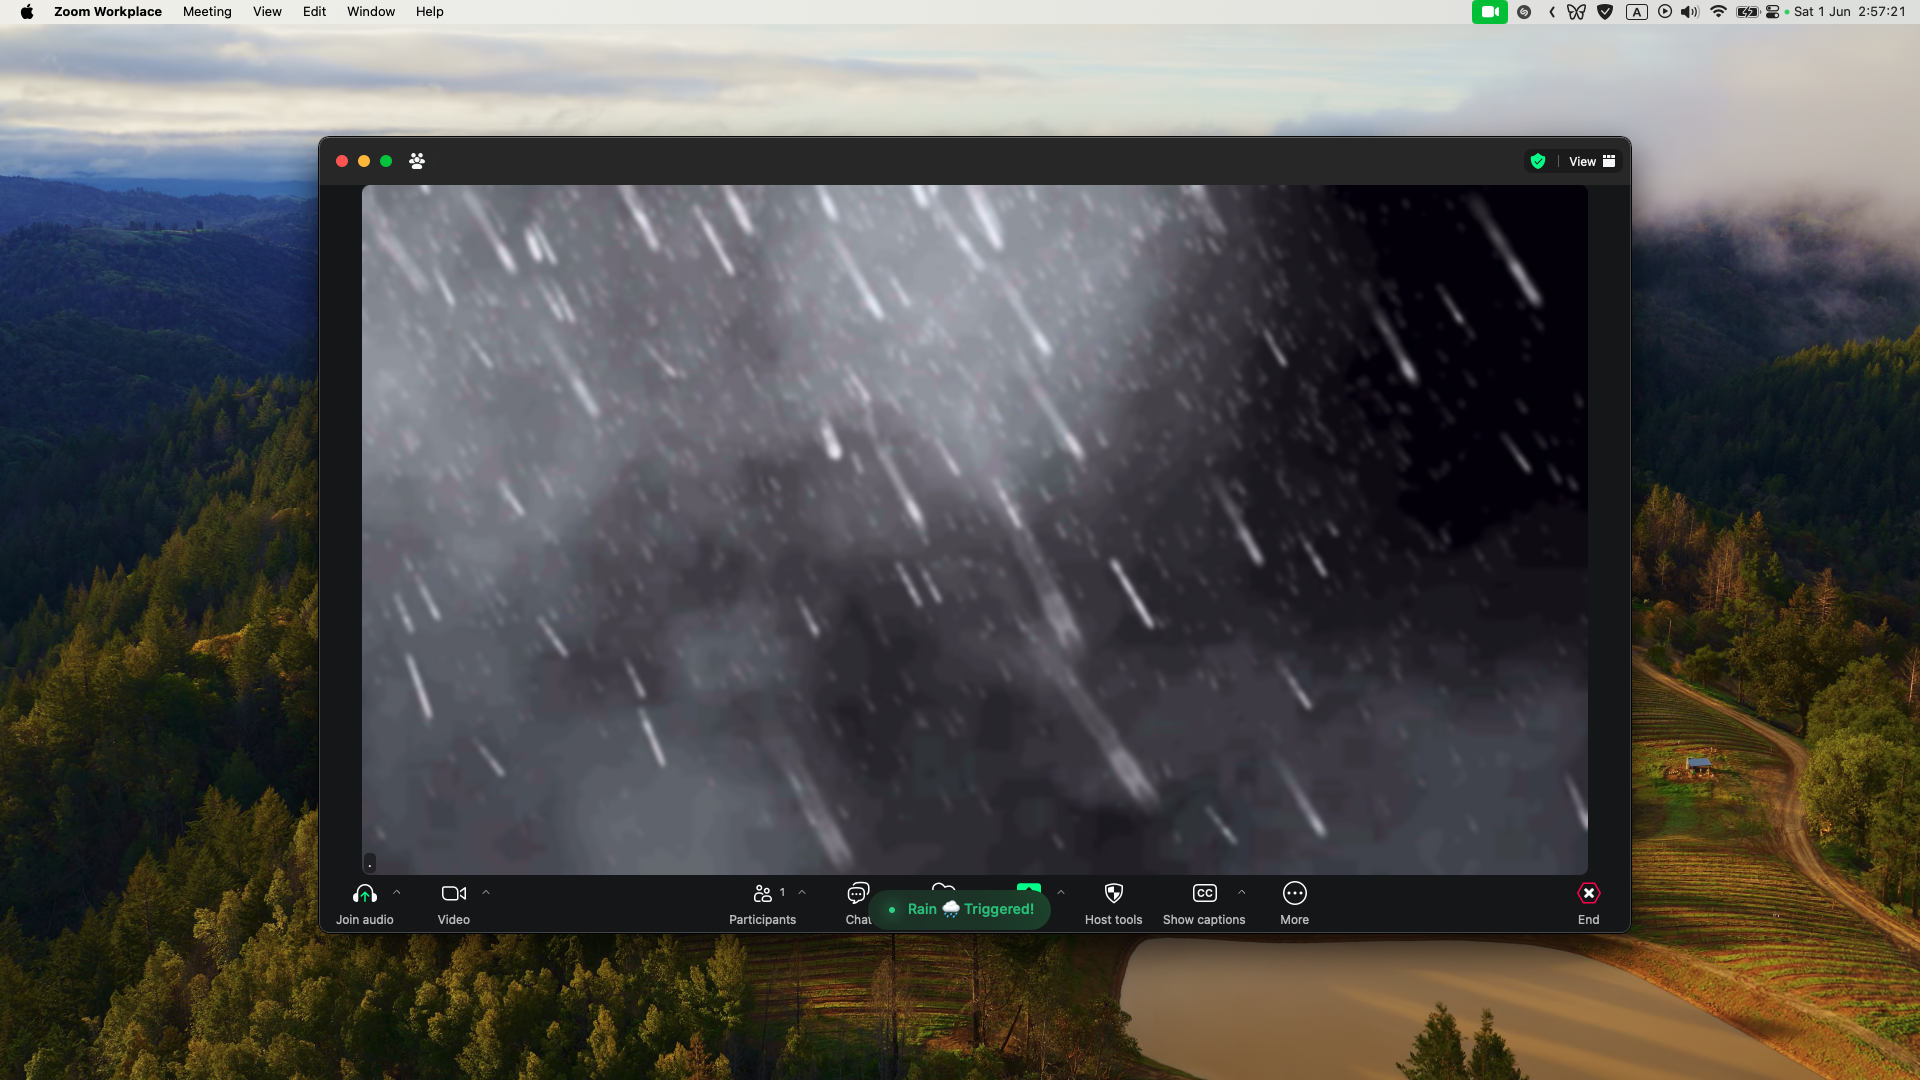 Zoom Workplace Meeting View Edit Window Help
A Sat 1 Jun 2:57:21
View
.
Join audio
Video
Participants
1
Chat
Rain 🌧️ Triggered!
Host tools
CC
Show captions
More
End